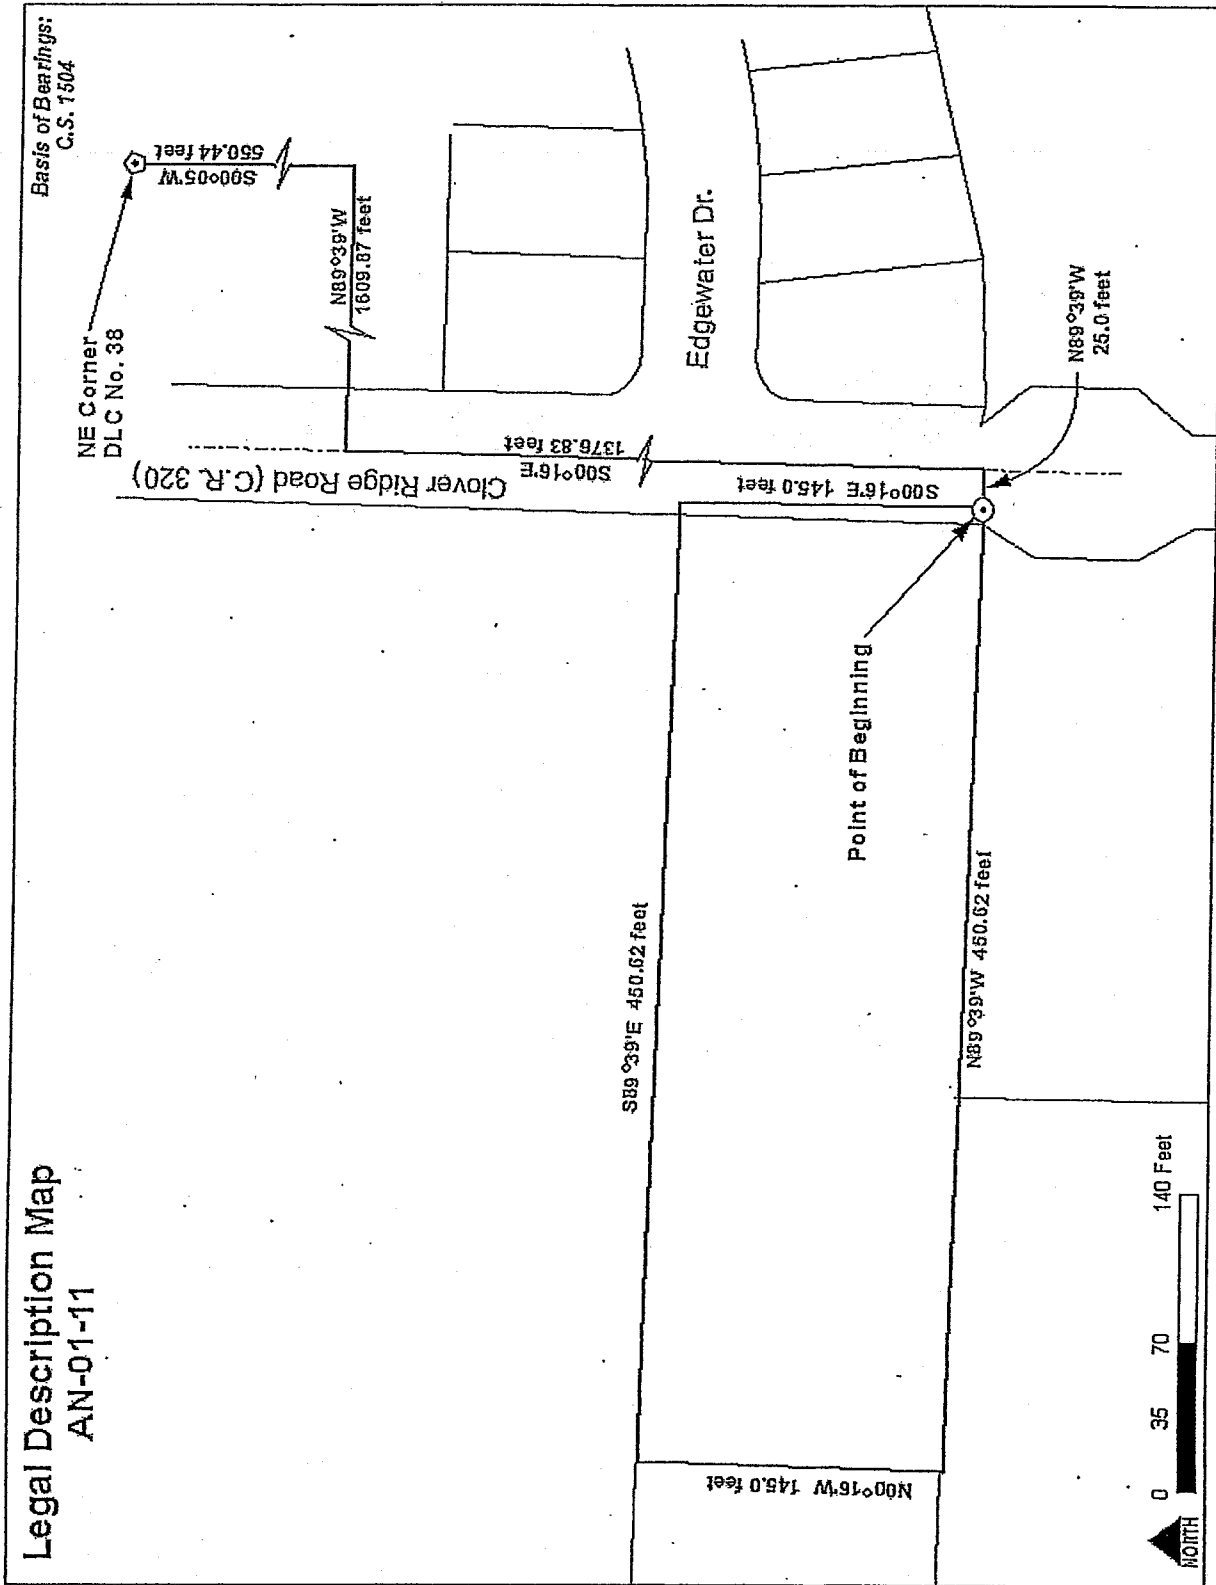 Legal Description Map
AN-01-11
Basis of Bearings:
C.S. 1504
NE Corner
DLC No. 38
S00°05'W
550.44 feet
N89°39'W
1609.87 feet
Clover Ridge Road (C.R. 320)
S00°16'E
1376.83 feet
Edgewater Dr.
S00°16'E 145.0 feet
N89°39'W
25.0 feet
Point of Beginning
S89°39'E 450.62 feet
N89°39'W 450.62 feet
N00°16'W 145.0 feet
NORTH
0 35 70 140 Feet